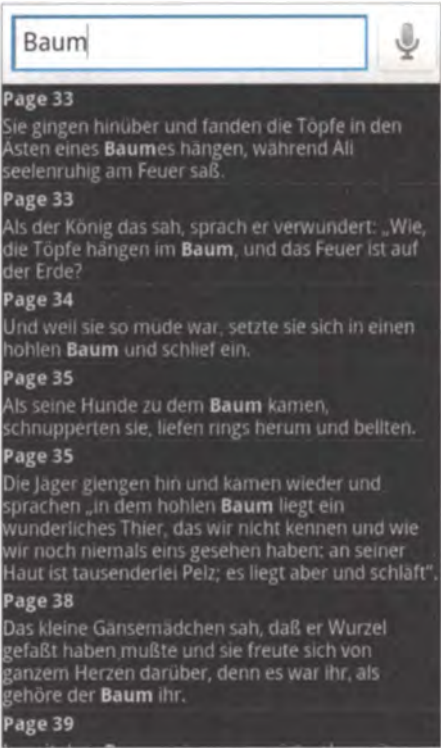 Baum
Page 33
Sie gingen hinüber und fanden die Töpfe in den
Ästen eines Baumes hängen, während Ali
seelenruhig am Feuer saß.
Page 33
Als der König das sah, sprach er verwundert: „Wie,
die Töpfe hängen im Baum, und das Feuer ist auf
der Erde?
Page 34
Und weil sie so müde war, setzte sie sich in einen
hohlen Baum und schlief ein.
Page 35
Als seine Hunde zu dem Baum kamen,
schnupperten sie, liefen rings herum und bellten.
Page 35
Die Jäger giengen hin und kamen wieder und
sprachen „in dem hohlen Baum liegt ein
wunderliches Thier, das wir nicht kennen und wie
wir noch niemals eins gesehen haben: an seiner
Haut ist tausenderlei Pelz; es liegt aber und schläft“.
Page 38
Das kleine Gänsemädchen sah, daß er Wurzel
gefaßt haben mußte und sie freute sich von
ganzem Herzen darüber, denn es war ihr, als
gehöre der Baum ihr.
Page 39